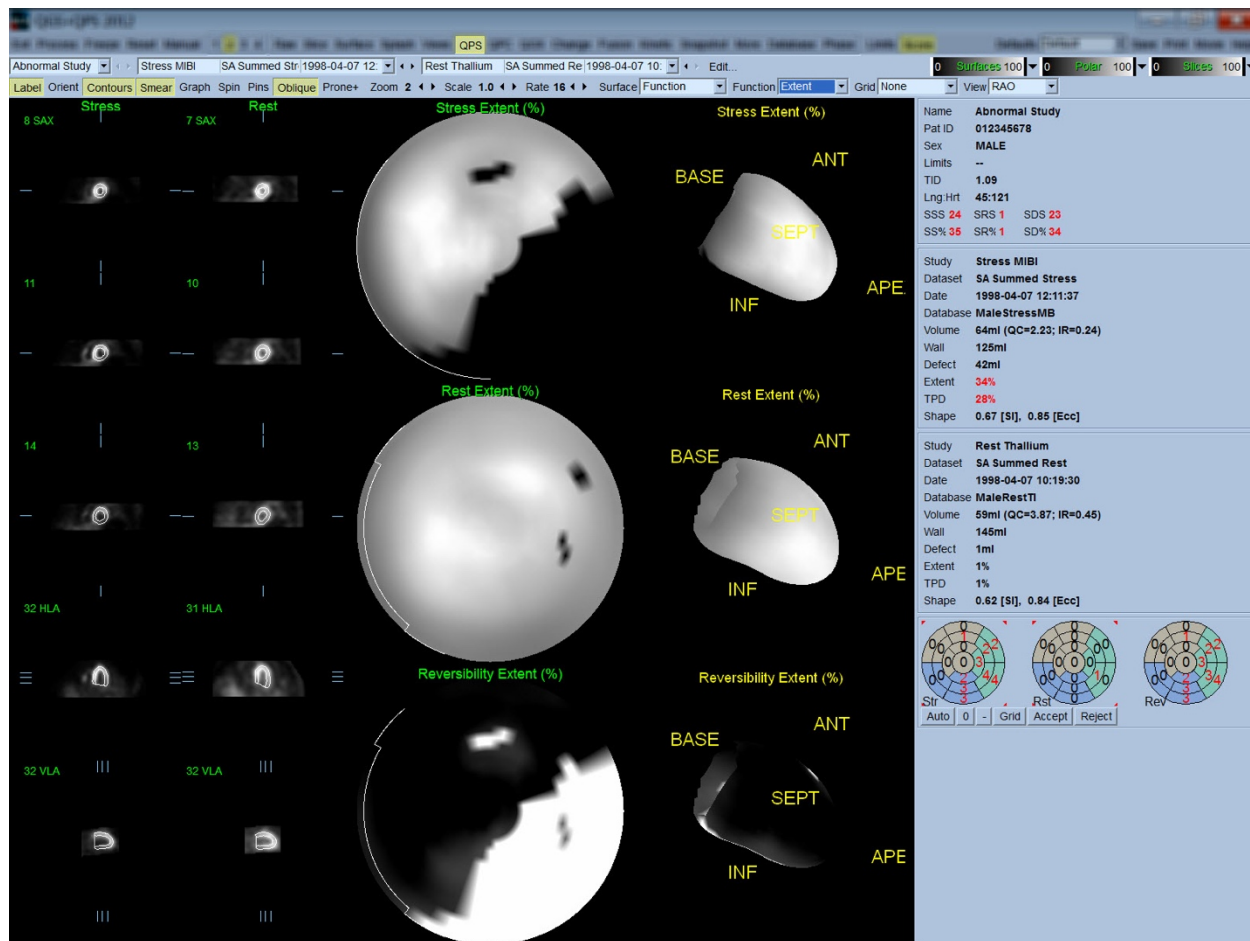 QGS+QPS 2012
QPS
Abnormal Study Stress MIBI SA Summed Str 1998-04-07 12: Rest Thallium SA Summed Re 1998-04-07 10: Edit...
0 Surfaces 100 0 Polar 100 0 Slices 100
Label Orient Contours Smear Graph Spin Pins Oblique Prone+ Zoom 2 Scale 1.0 Rate 16 Surface Function Function Extent Grid None View RAO
Stress Rest Stress Extent (%) Stress Extent (%)
8 SAX 7 SAX
ANT
BASE
SEPT
11 10
APE.
INF
Rest Extent (%) Rest Extent (%)
14 13
ANT
BASE
SEPT
APE
INF
32 HLA 31 HLA
Reversibility Extent (%) Reversibility Extent (%)
ANT
BASE
32 VLA 32 VLA
SEPT
APE
INF
Name Abnormal Study
Pat ID 012345678
Sex MALE
Limits --
TID 1.09
Lng:Hrt 45:121
SSS 24 SRS 1 SDS 23
SS% 35 SR% 1 SD% 34
Study Stress MIBI
Dataset SA Summed Stress
Date 1998-04-07 12:11:37
Database MaleStressMB
Volume 64ml (QC=2.23; IR=0.24)
Wall 125ml
Defect 42ml
Extent 34%
TPD 28%
Shape 0.67 [SI], 0.85 [Ecc]
Study Rest Thallium
Dataset SA Summed Rest
Date 1998-04-07 10:19:30
Database MaleRestTl
Volume 59ml (QC=3.87; IR=0.45)
Wall 145ml
Defect 1ml
Extent 1%
TPD 1%
Shape 0.62 [SI], 0.84 [Ecc]
Str Rst Rev
Auto 0 - Grid Accept Reject